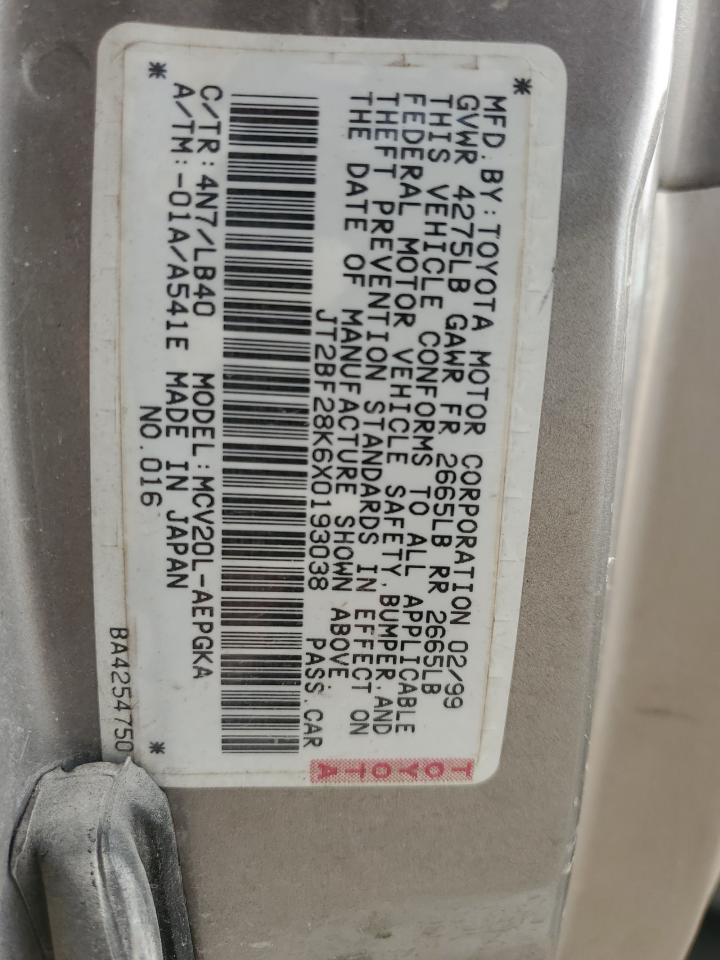 MFD. BY: TOYOTA MOTOR CORPORATION 02/99
GVWR 4275LB GAWR FR 2665LB RR 2665LB
THIS VEHICLE CONFORMS TO ALL APPLICABLE
FEDERAL MOTOR VEHICLE SAFETY, BUMPER, AND
THEFT PREVENTION STANDARDS IN EFFECT ON
THE DATE OF MANUFACTURE SHOWN ABOVE.
JT2BF28K6X0193038 PASS.CAR
C/TR: 4N7/LB40 MODEL: MCV20L-AEPGKA
A/TM:-01A/A541E MADE IN JAPAN
NO.016
BA4254750
TOYOTA